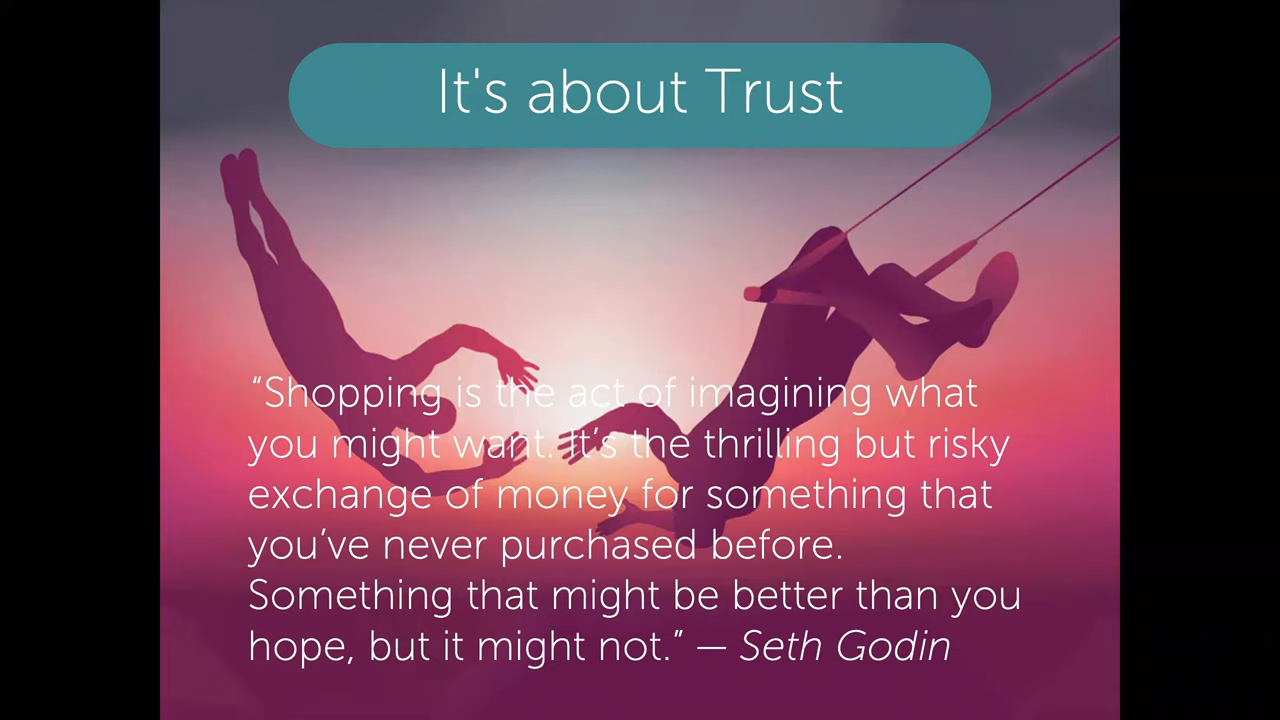 It's about Trust
“Shopping is the act of imagining what
you might want. It’s the thrilling but risky
exchange of money for something that
you’ve never purchased before.
Something that might be better than you
hope, but it might not.” — Seth Godin